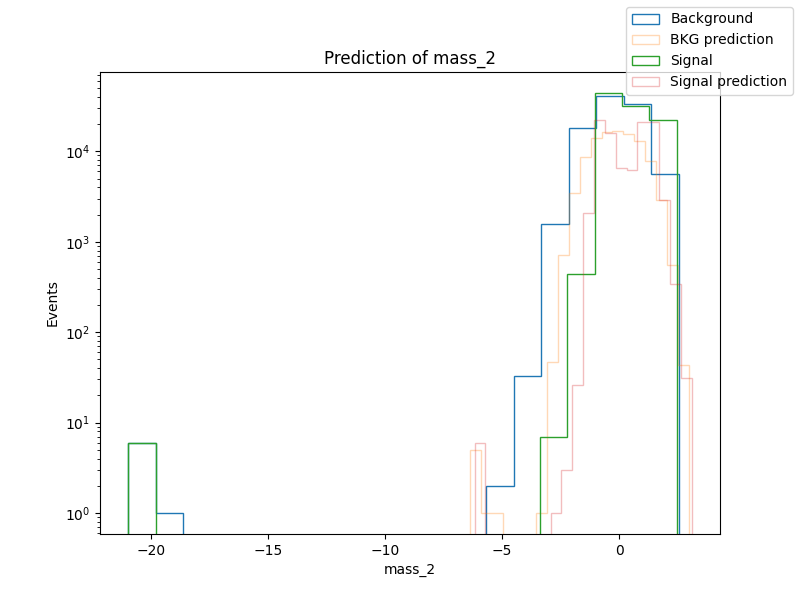 Prediction of mass_2
Background
BKG prediction
Signal
Signal prediction
Events
10⁴
10³
10²
10¹
10⁰
−20 −15 −10 −5 0
mass_2